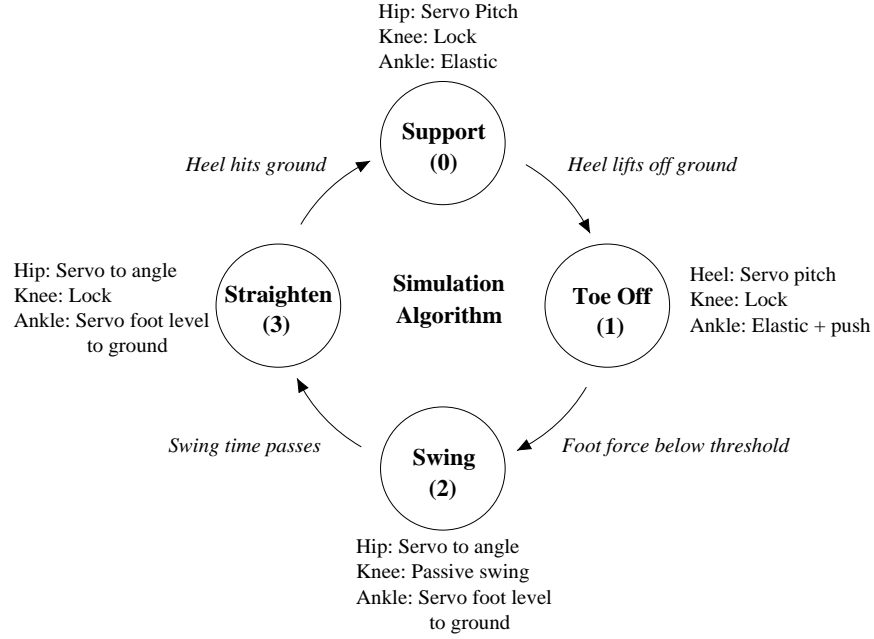 Hip: Servo Pitch
Knee: Lock
Ankle: Elastic
Support
(0)
Heel hits ground
Heel lifts off ground
Hip: Servo to angle
Knee: Lock
Ankle: Servo foot level
to ground
Straighten
(3)
Simulation
Algorithm
Toe Off
(1)
Heel: Servo pitch
Knee: Lock
Ankle: Elastic + push
Swing time passes
Foot force below threshold
Swing
(2)
Hip: Servo to angle
Knee: Passive swing
Ankle: Servo foot level
to ground